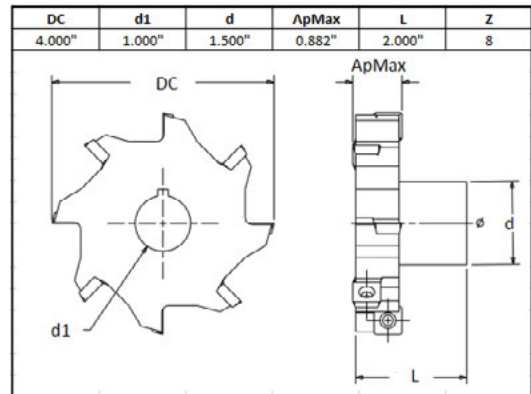 DC d1 d ApMax L Z
4.000" 1.000" 1.500" 0.882" 2.000" 8
ApMax
DC
ø d
d1
L